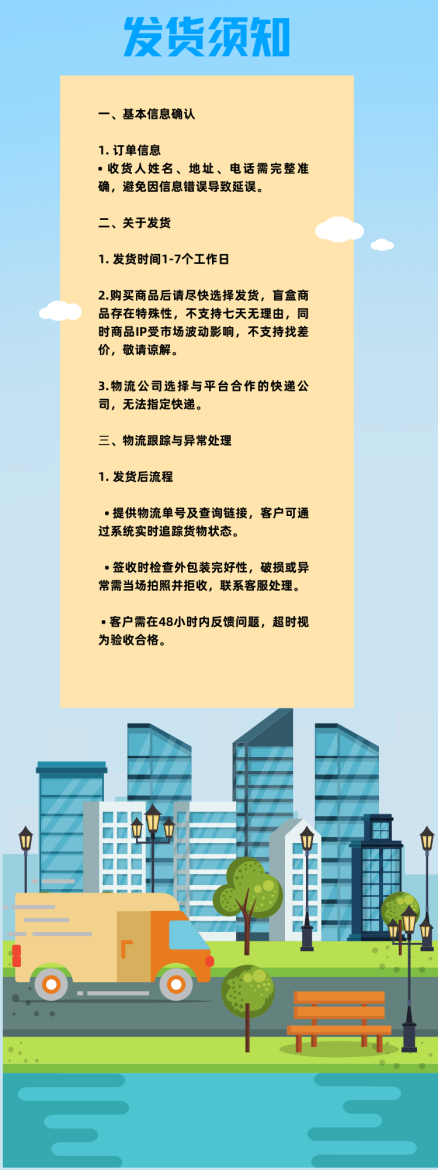 发货须知
一、基本信息确认
1. 订单信息
•收货人姓名、地址、电话需完整准
确，避免因信息错误导致延误。
二、关于发货
1. 发货时间1-7个工作日
2.购买商品后请尽快选择发货，盲盒商
品存在特殊性，不支持七天无理由，同
时商品IP受市场波动影响，不支持找差
价，敬请谅解。
3.物流公司选择与平台合作的快递公
司，无法指定快递。
三、物流跟踪与异常处理
1. 发货后流程
•提供物流单号及查询链接，客户可通
过系统实时追踪货物状态。
•签收时检查外包装完好性，破损或异
常需当场拍照并拒收，联系客服处理。
•客户需在48小时内反馈问题，超时视
为验收合格。